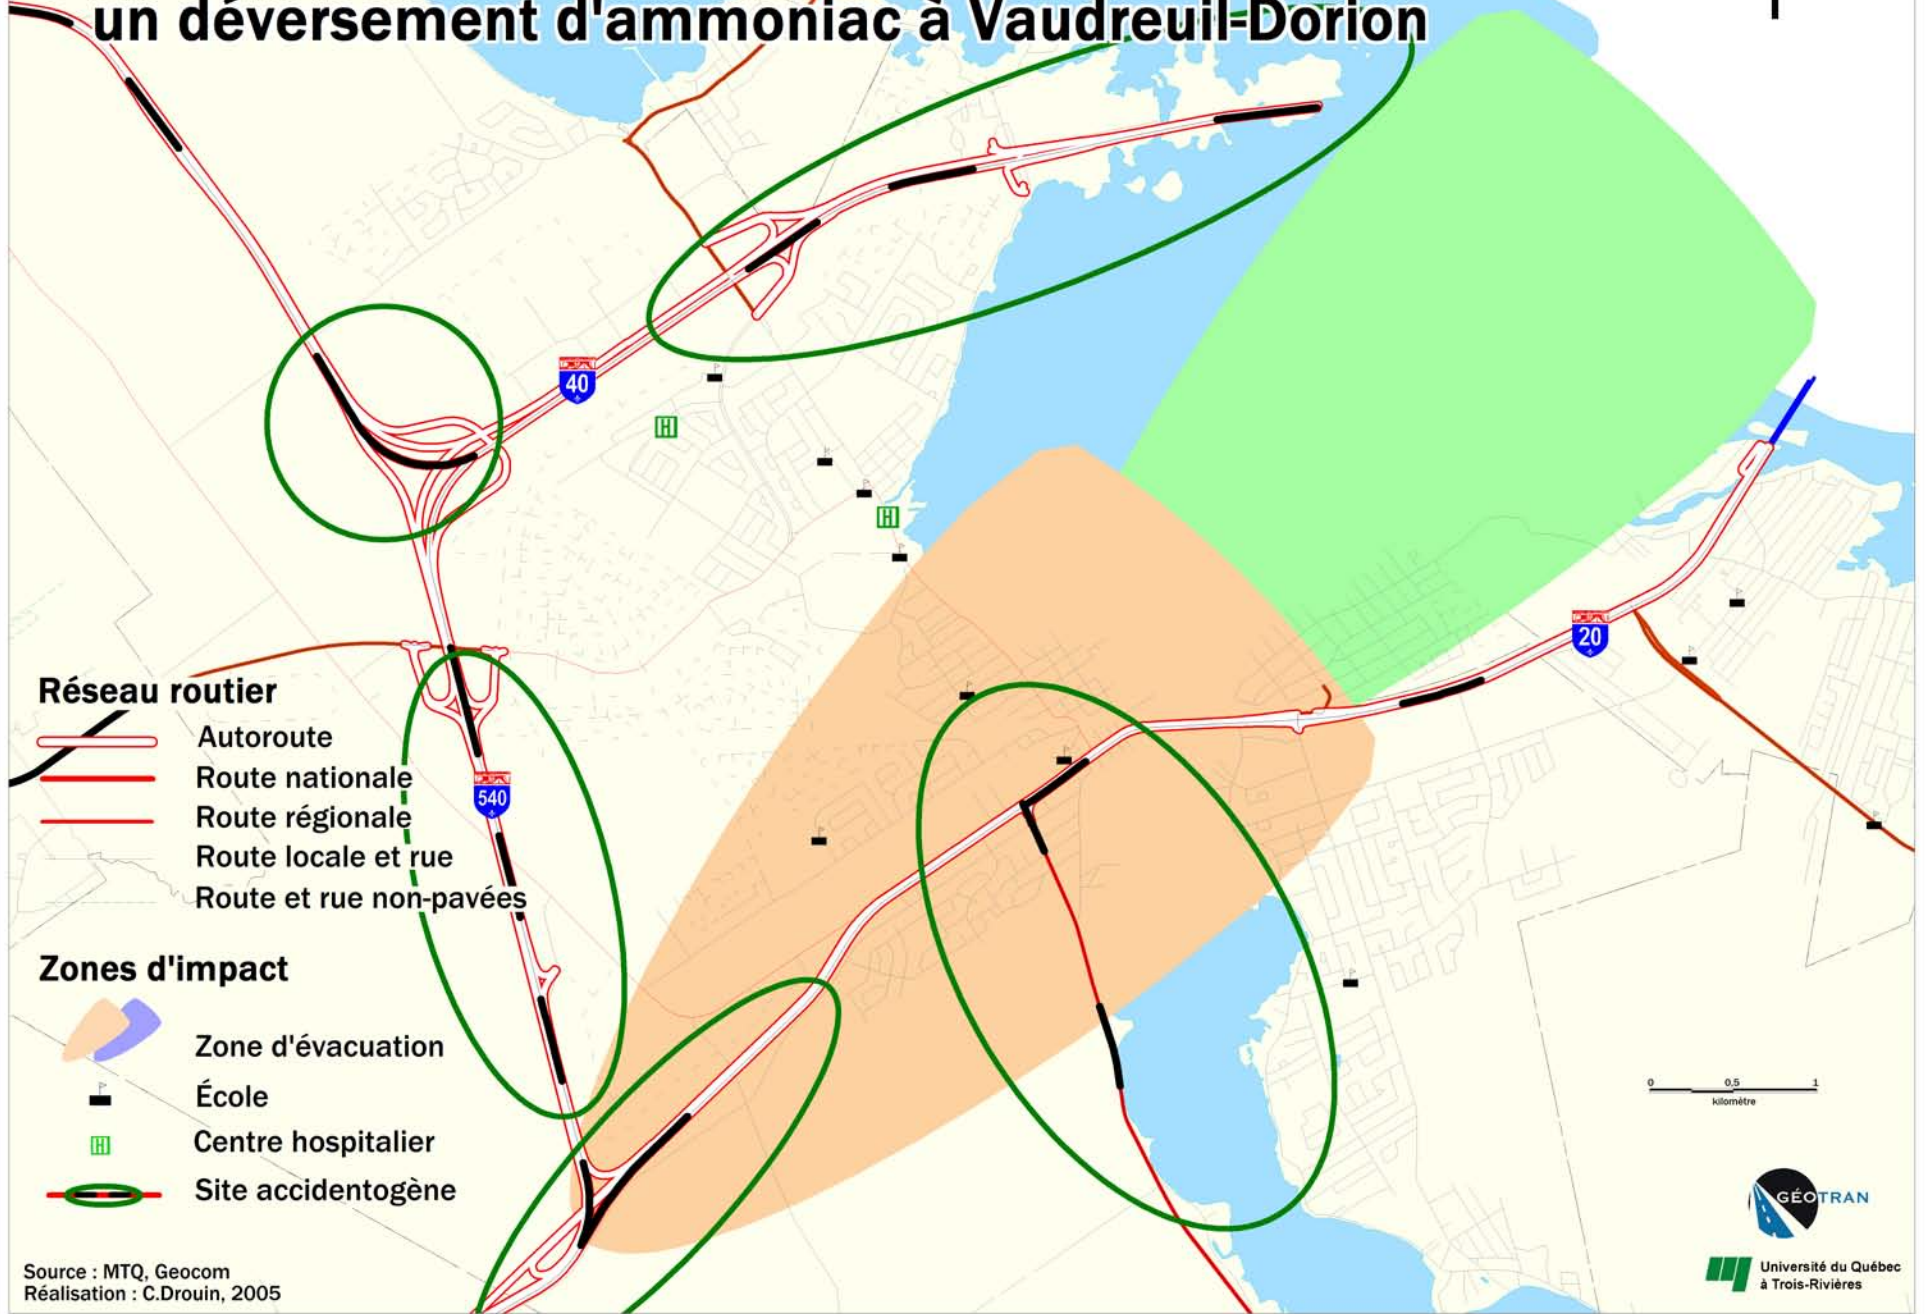 un déversement d'ammoniac à Vaudreuil-Dorion
40
20
Réseau routier
Autoroute
Route nationale
540
Route régionale
Route locale et rue
Route et rue non-pavées
Zones d'impact
Zone d'évacuation
École
Centre hospitalier
Site accidentogène
0 0,5 1
kilomètre
H
H
H
GÉOTRAN
Source : MTQ, Geocom
Réalisation : C.Drouin, 2005
Université du Québec
à Trois-Rivières